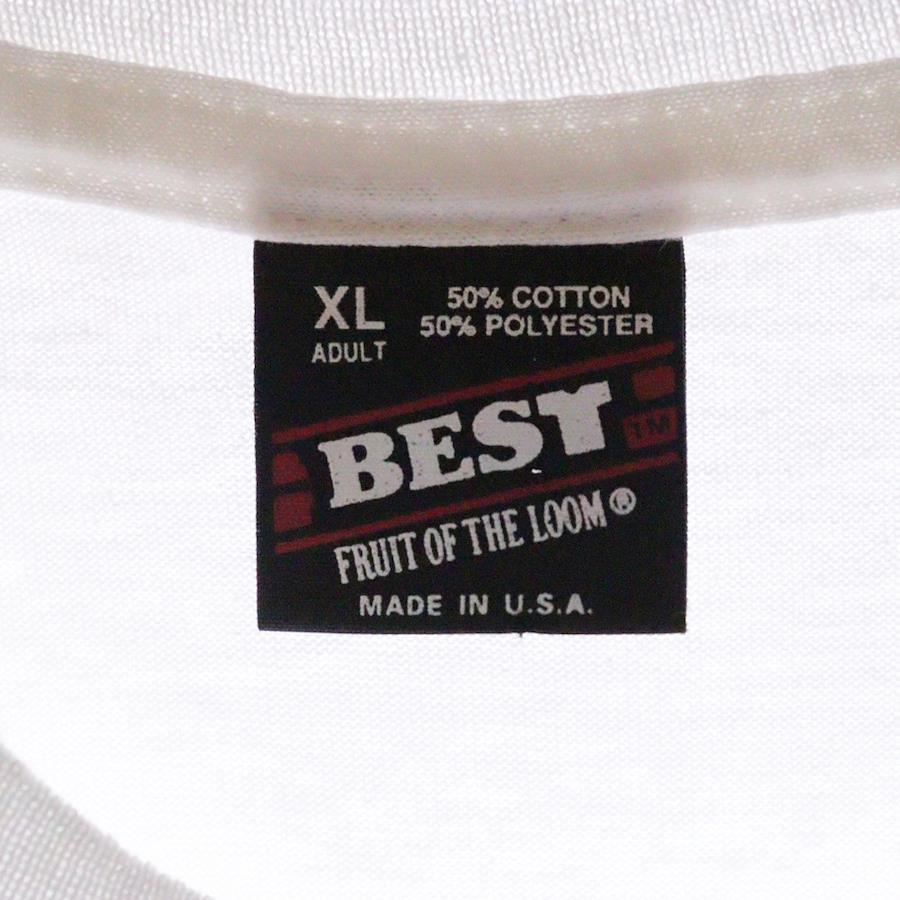 XL
ADULT
50% COTTON
50% POLYESTER
BEST
TM
FRUIT OF THE LOOM®
MADE IN U.S.A.